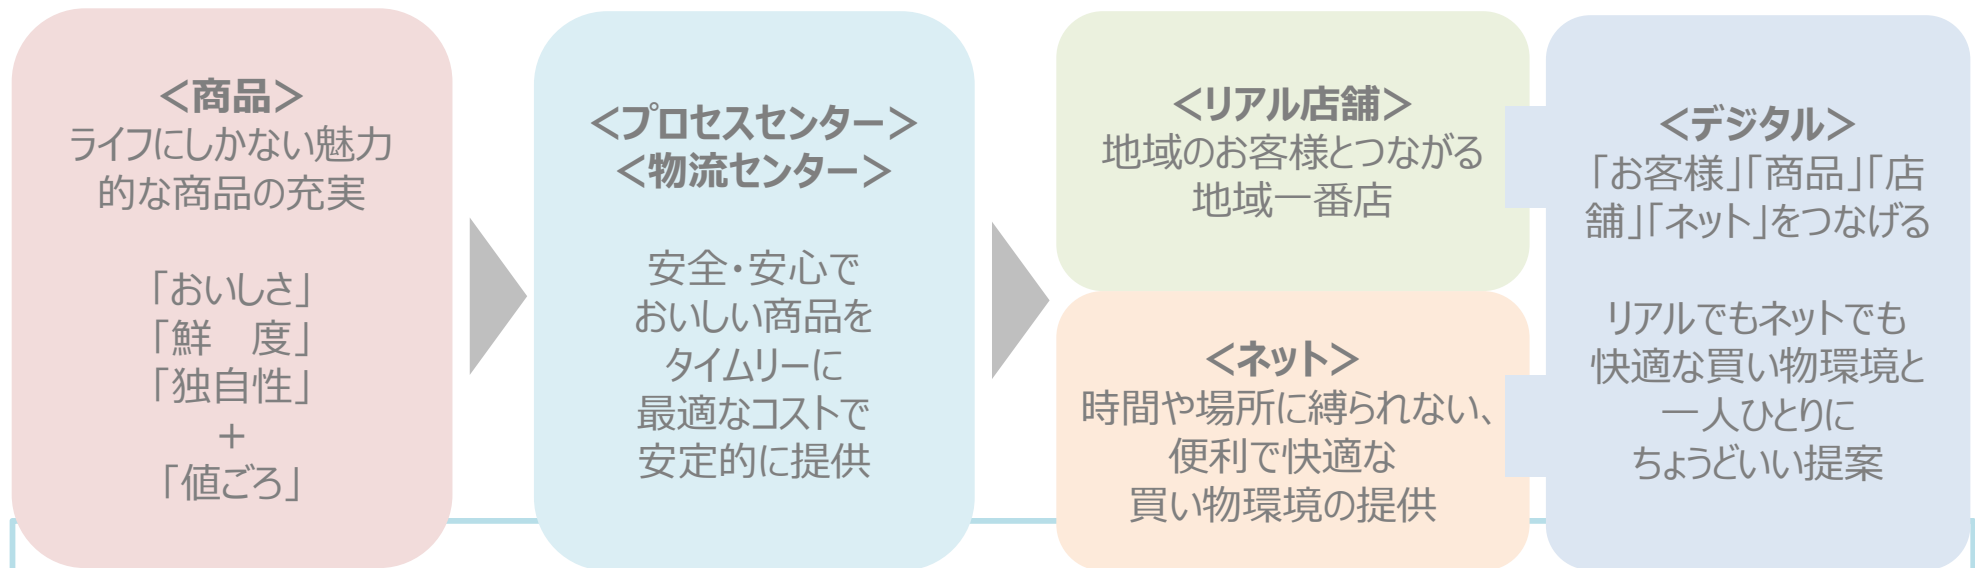 ＜商品＞
ライフにしかない魅力
的な商品の充実
「おいしさ」
「鮮　度」
「独自性」
＋
「値ごろ」
＜プロセスセンター＞
＜物流センター＞
安全・安心で
おいしい商品を
タイムリーに
最適なコストで
安定的に提供
＜リアル店舗＞
地域のお客様とつながる
地域一番店
＜ネット＞
時間や場所に縛られない、
便利で快適な
買い物環境の提供
＜デジタル＞
「お客様」「商品」「店
舗」「ネット」をつなげる
リアルでもネットでも
快適な買い物環境と
一人ひとりに
ちょうどいい提案